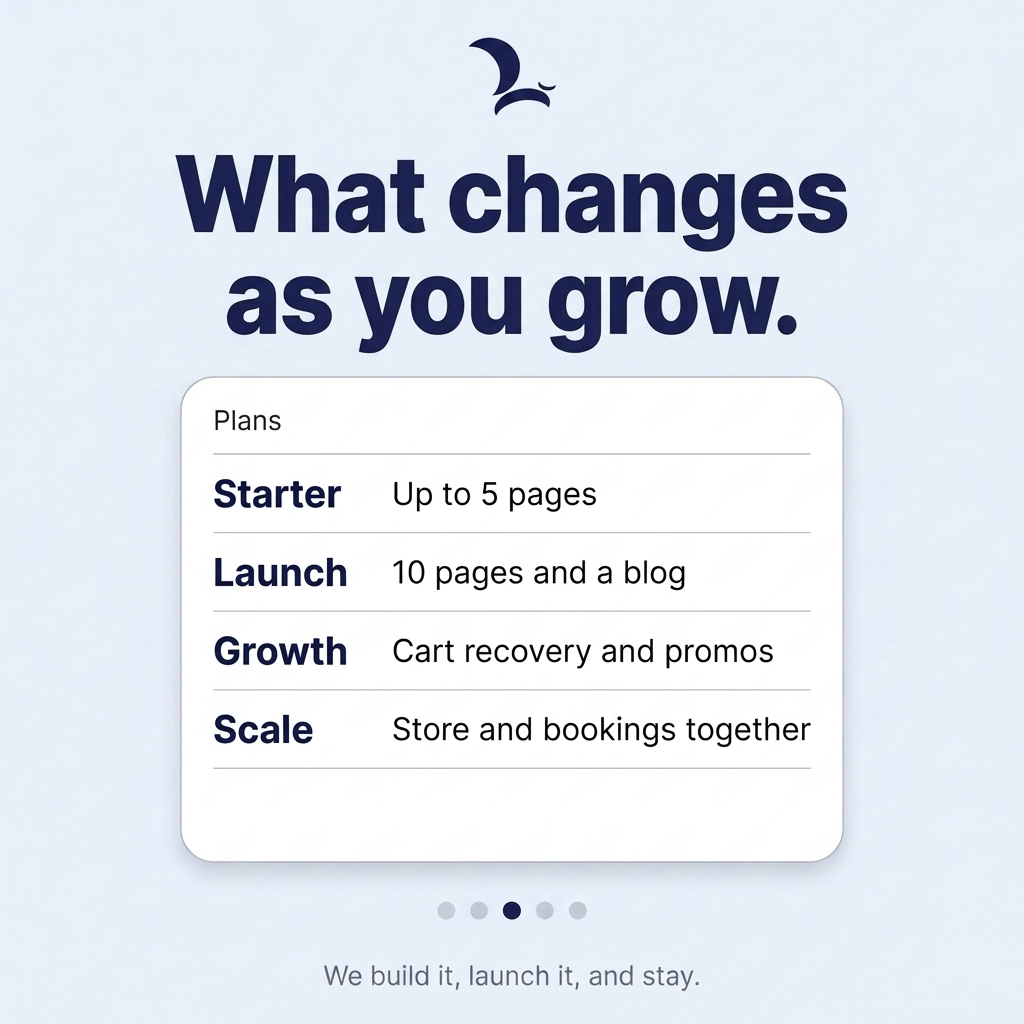 What changes
as you grow.
Plans
Starter Up to 5 pages
Launch 10 pages and a blog
Growth Cart recovery and promos
Scale Store and bookings together
We build it, launch it, and stay.